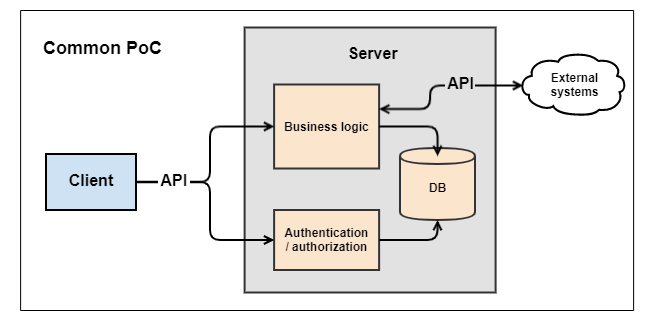 Common PoC
Server
API
External
systems
Business logic
Client
API
DB
Authentication
/ authorization